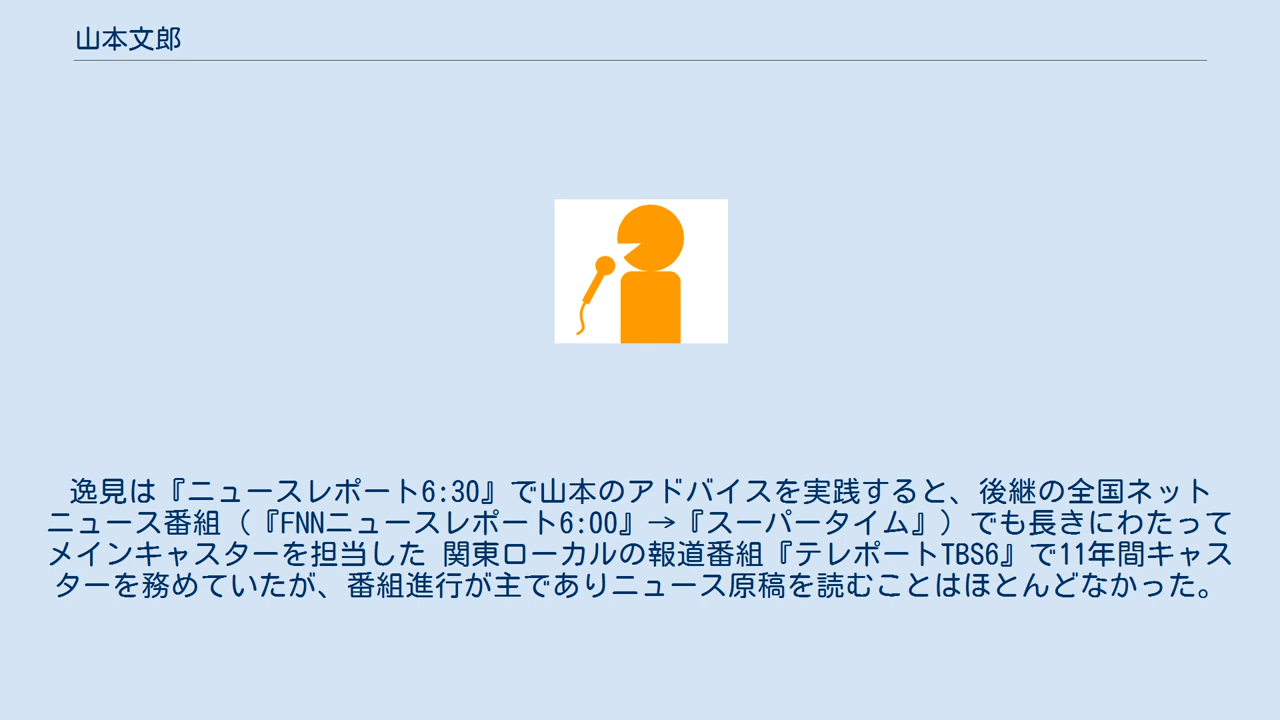 山本文郎
逸見は『ニュースレポート6:30』で山本のアドバイスを実践すると、後継の全国ネット
ニュース番組（『FNNニュースレポート6:00』→『スーパータイム』）でも長きにわたって
メインキャスターを担当した 関東ローカルの報道番組『テレポートTBS6』で11年間キャス
ターを務めていたが、番組進行が主でありニュース原稿を読むことはほとんどなかった。